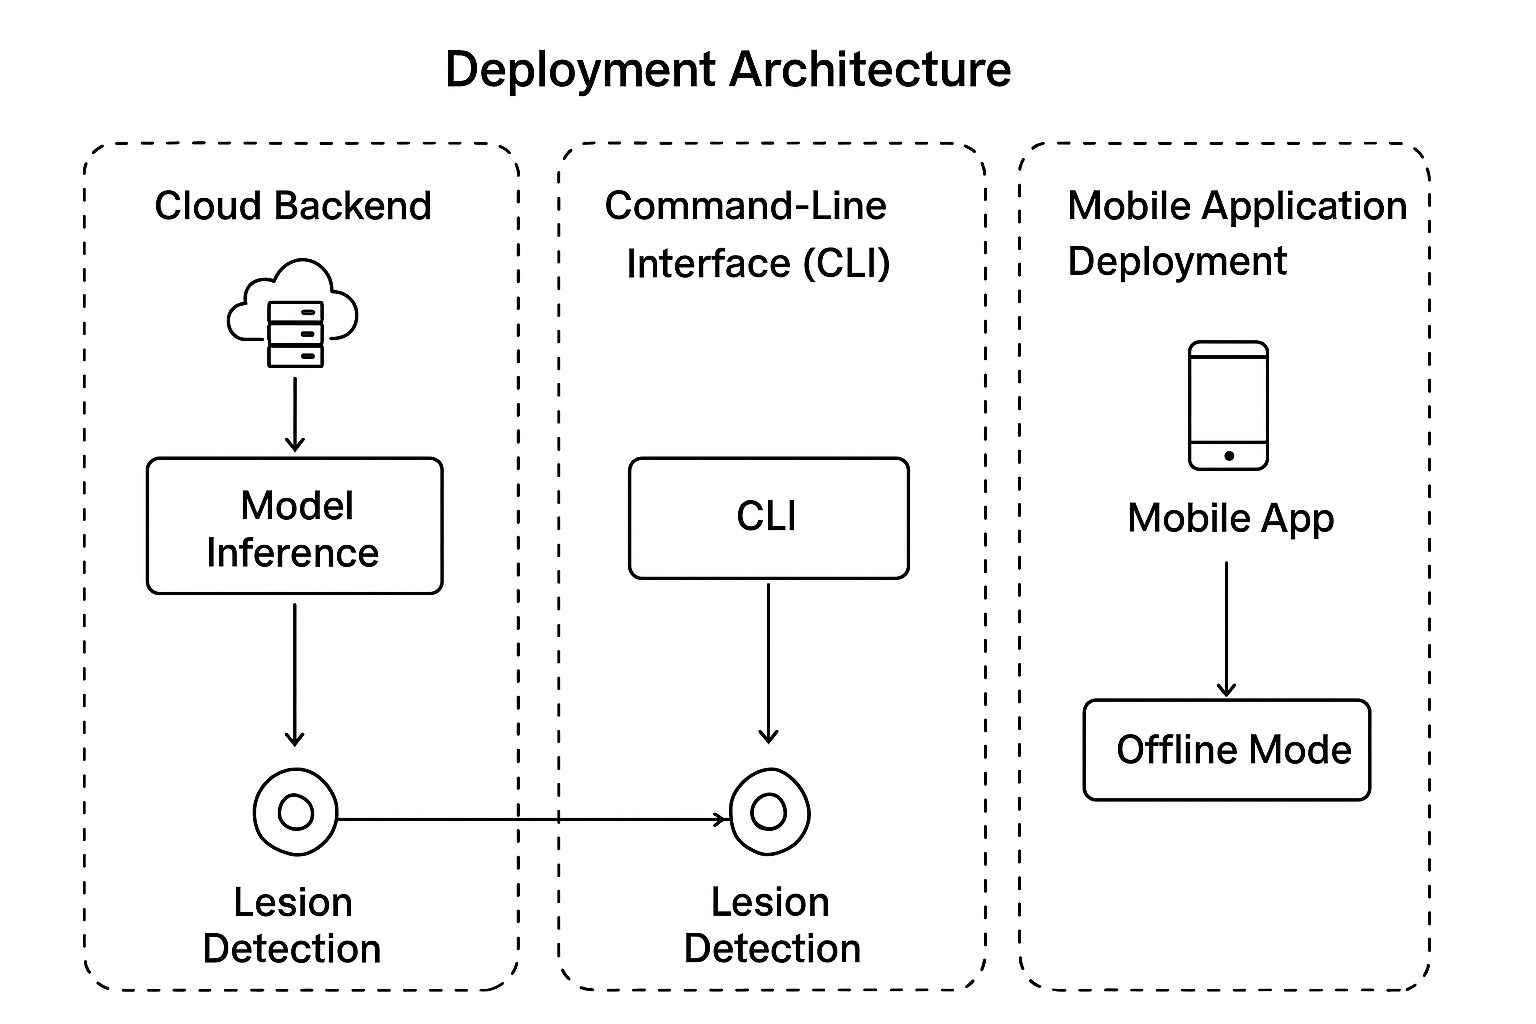 Deployment Architecture
Cloud Backend
Model
Inference
Lesion
Detection
Command-Line
Interface (CLI)
CLI
Lesion
Detection
Mobile Application
Deployment
Mobile App
Offline Mode